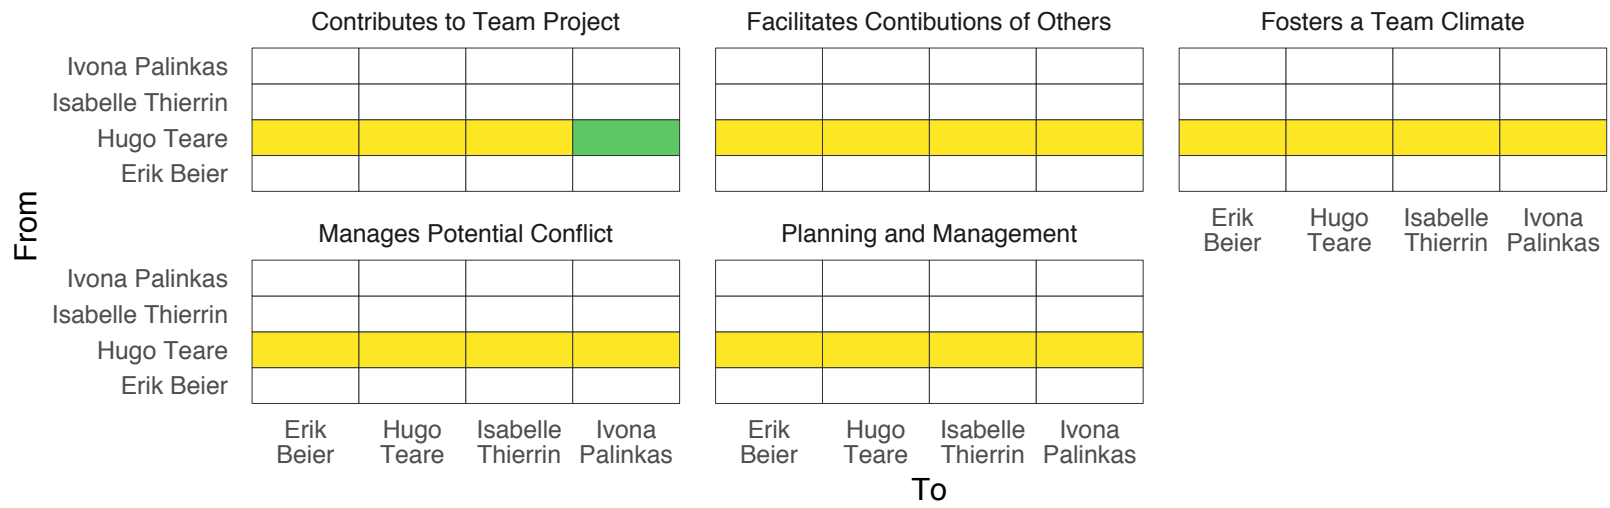 Contributes to Team Project
Facilitates Contibutions of Others
Fosters a Team Climate
Ivona Palinkas
Isabelle Thierrin
Hugo Teare
Erik Beier
Erik Beier
Hugo Teare
Isabelle Thierrin
Ivona Palinkas
From
Manages Potential Conflict
Planning and Management
Ivona Palinkas
Isabelle Thierrin
Hugo Teare
Erik Beier
Erik Beier
Hugo Teare
Isabelle Thierrin
Ivona Palinkas
Erik Beier
Hugo Teare
Isabelle Thierrin
Ivona Palinkas
To